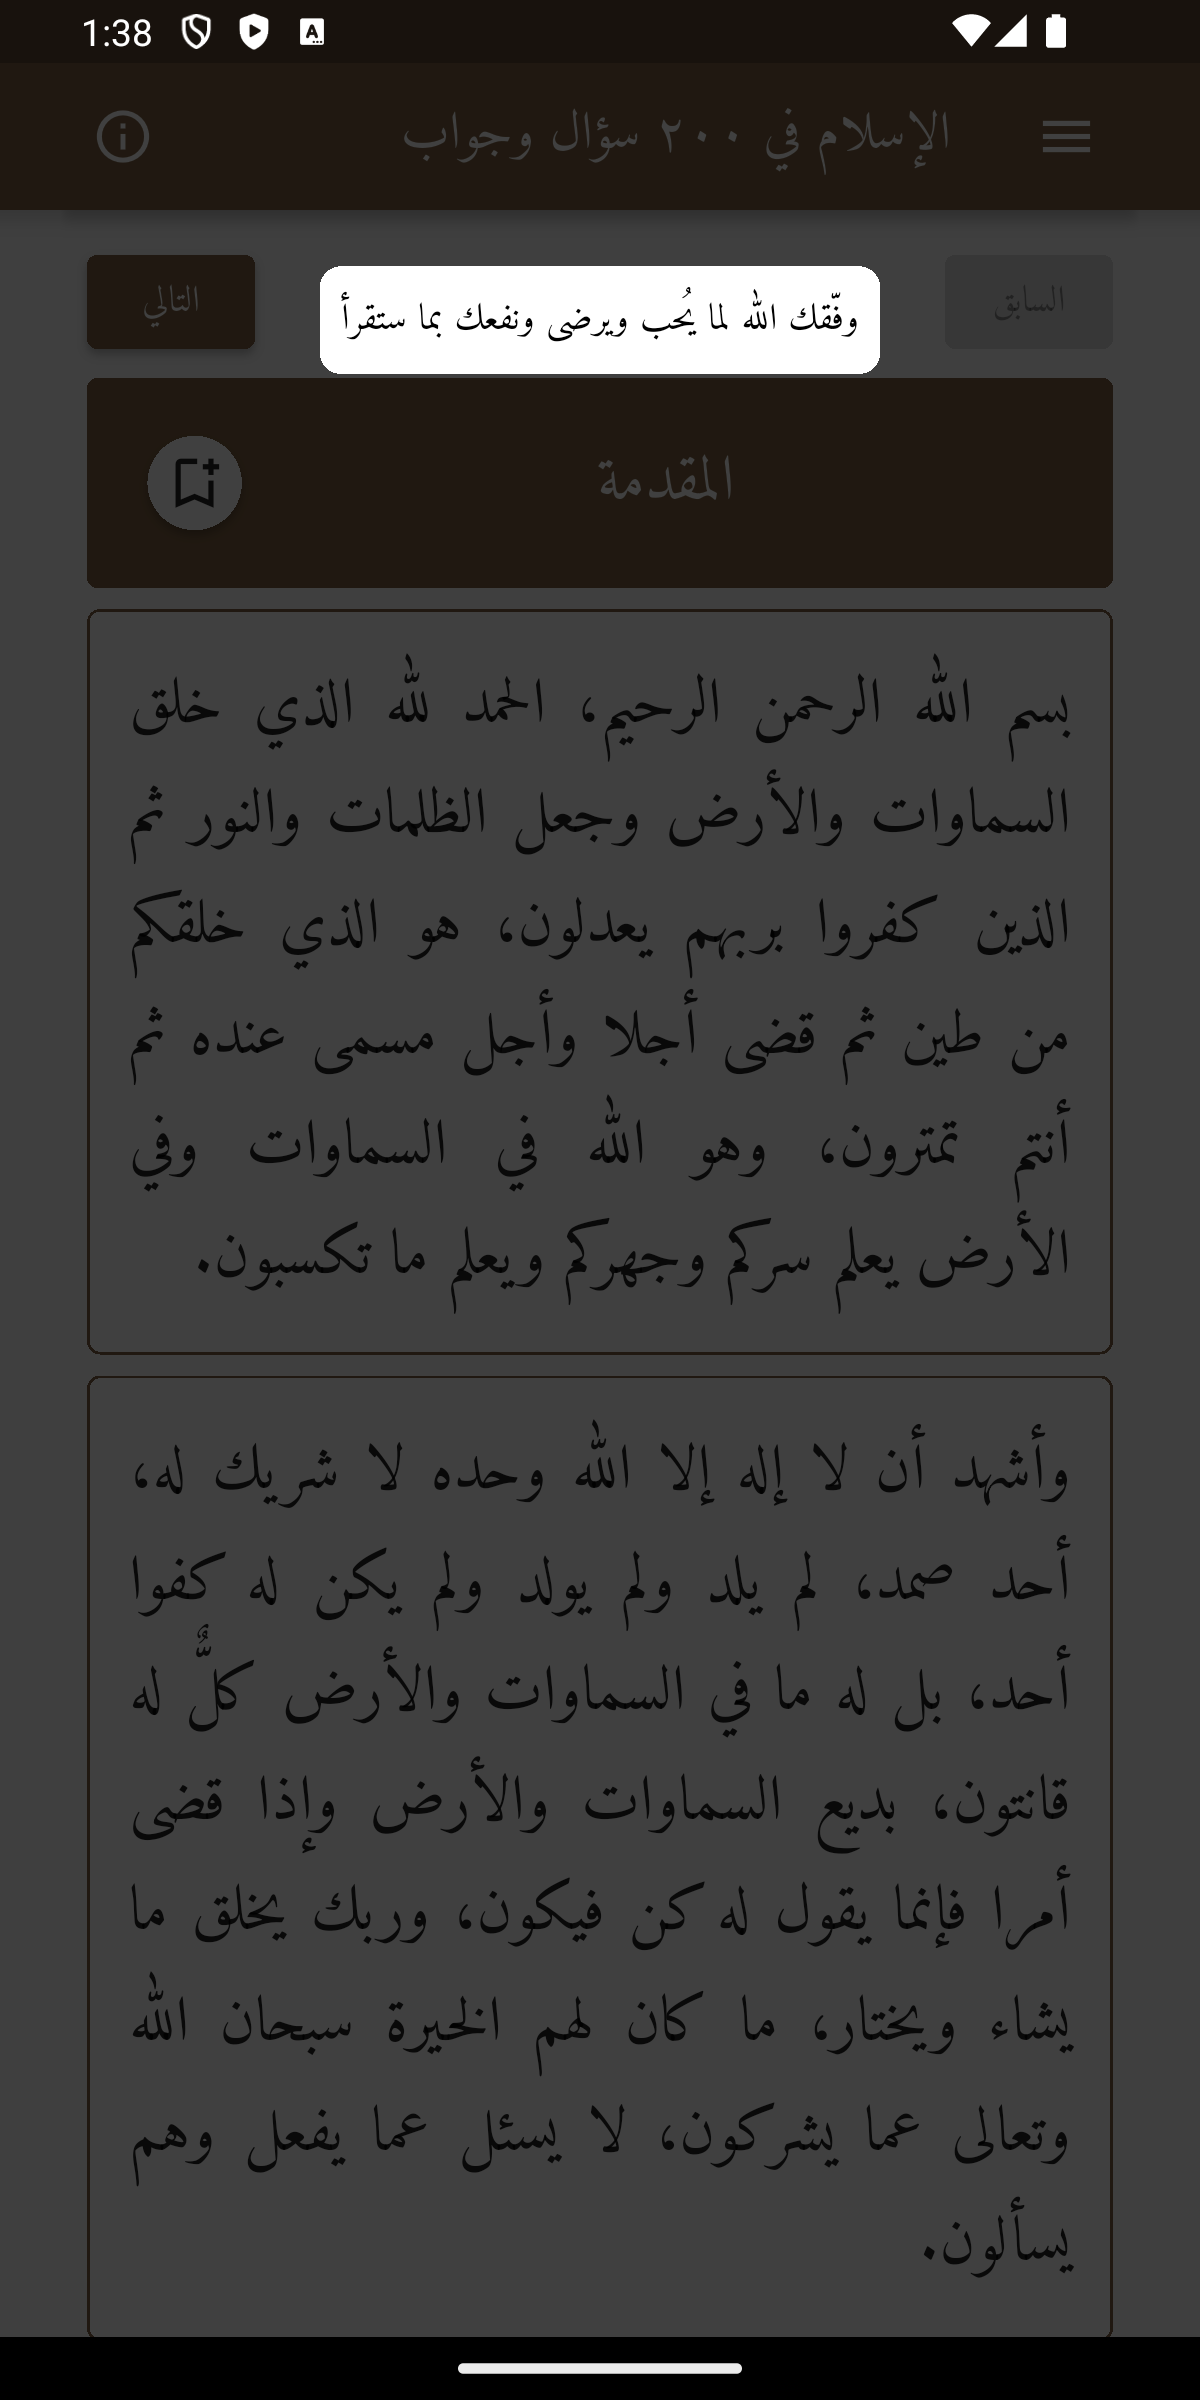 1:38
الإسلام في ٢٠٠ سؤال وجواب
السابق
وفّقك الله لما يُحب ويرضى ونفعك بما ستقرأ
التالي
المقدمة
بسم الله الرحمن الرحيم، الحمد لله الذي خلق
السماوات والأرض وجعل الظلمات والنور ثم
الذين كفروا بربهم يعدلون، هو الذي خلقكم
من طين ثم قضى أجلا وأجل مسمى عنده ثم
أنتم تمترون، وهو الله في السماوات وفي
الأرض يعلم سركم وجهركم ويعلم ما تكسبون.
وأشهد أن لا إله إلا الله وحده لا شريك له،
أحد صمد، لم يلد ولم يولد ولم يكن له كفوا
أحد، بل له ما في السماوات والأرض كلٌّ له
قانتون، بديع السماوات والأرض وإذا قضى
أمرا فإنما يقول له كن فيكون، وربك يخلق ما
يشاء ويختار، ما كان لهم الخيرة سبحان الله
وتعالى عما يشركون، لا يسئل عما يفعل وهم
يسألون.